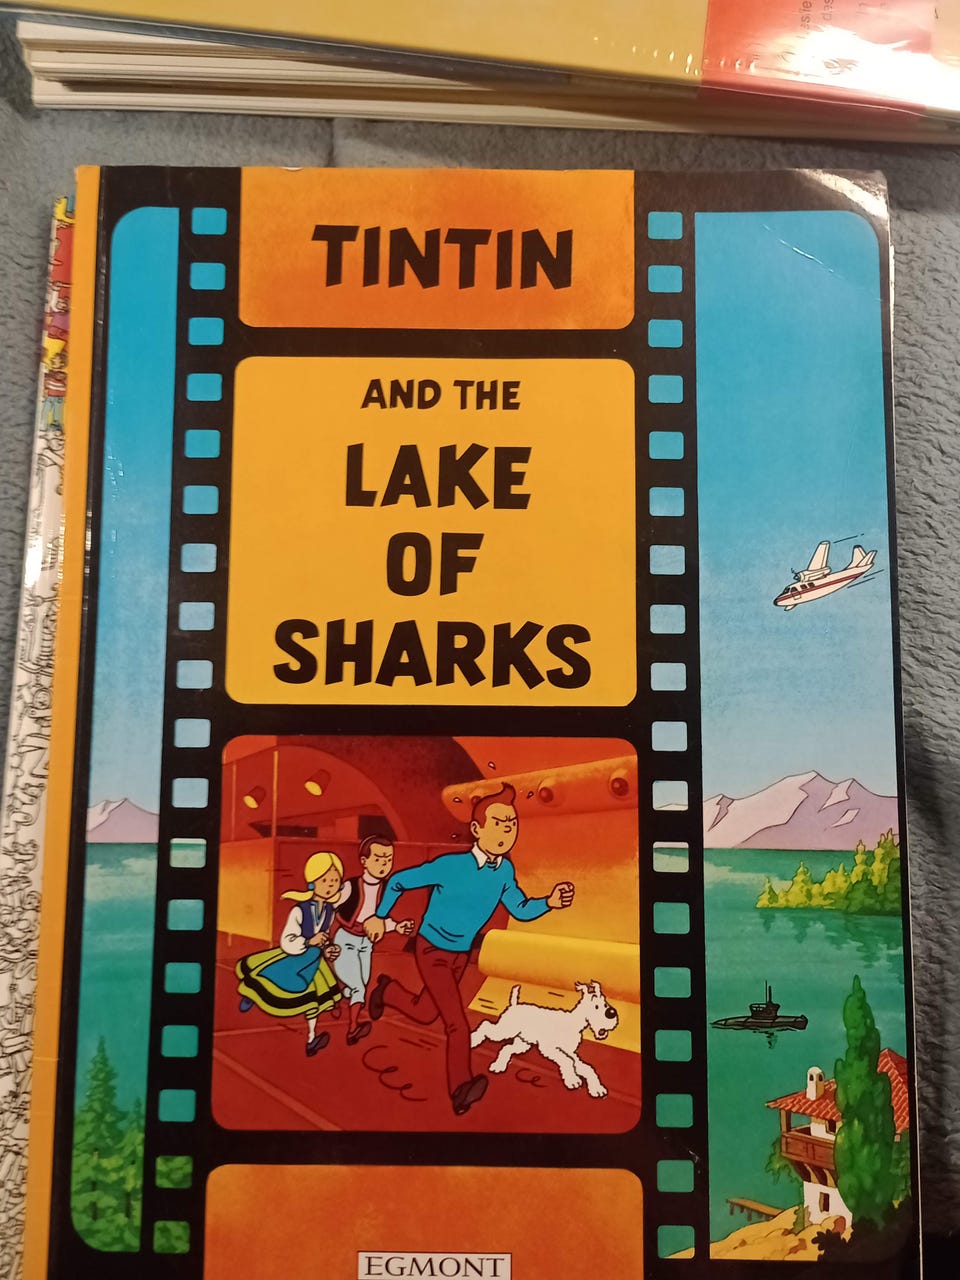 TINTIN
AND THE
LAKE
OF
SHARKS
EGMONT